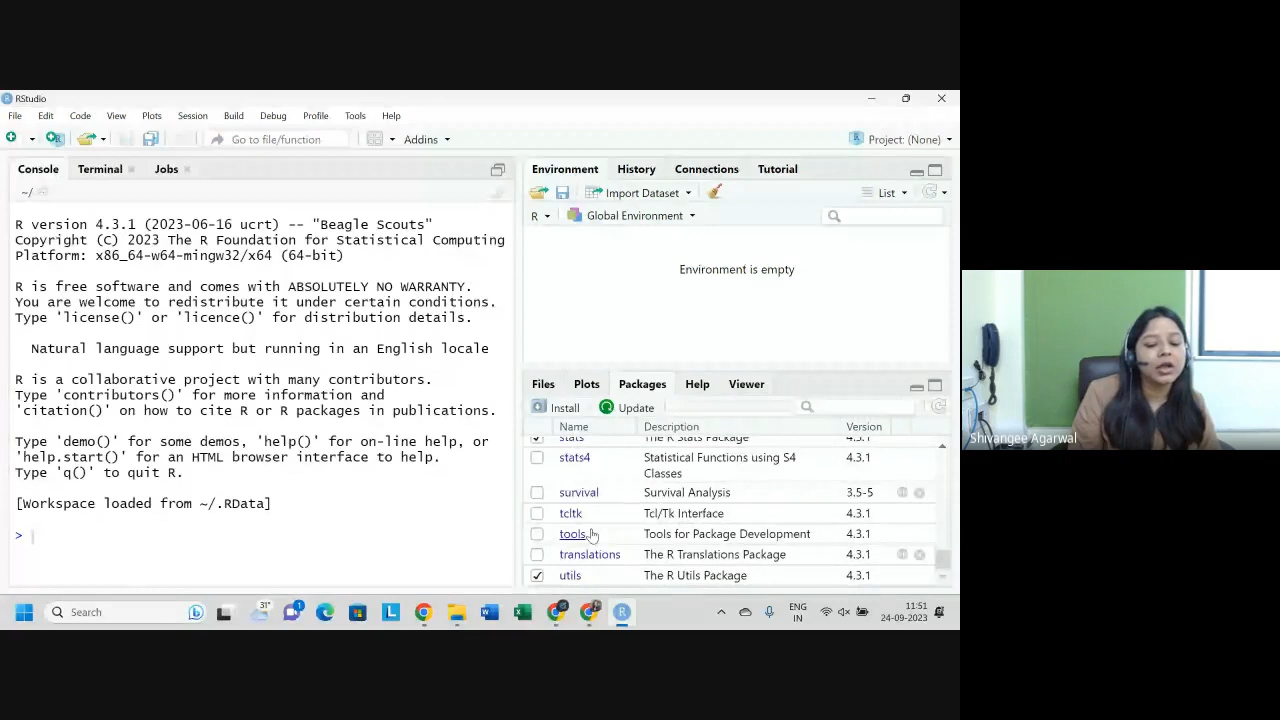 RStudio
File Edit Code View Plots Session Build Debug Profile Tools Help
Go to file/function Addins Project: (None)
Console Terminal Jobs
~/
R version 4.3.1 (2023-06-16 ucrt) -- "Beagle Scouts"
Copyright (C) 2023 The R Foundation for Statistical Computing
Platform: x86_64-w64-mingw32/x64 (64-bit)
R is free software and comes with ABSOLUTELY NO WARRANTY.
You are welcome to redistribute it under certain conditions.
Type 'license()' or 'licence()' for distribution details.
Natural language support but running in an English locale
R is a collaborative project with many contributors.
Type 'contributors()' for more information and
'citation()' on how to cite R or R packages in publications.
Type 'demo()' for some demos, 'help()' for on-line help, or
'help.start()' for an HTML browser interface to help.
Type 'q()' to quit R.
[Workspace loaded from ~/.RData]
>
Environment History Connections Tutorial
Import Dataset List
R Global Environment
Environment is empty
Files Plots Packages Help Viewer
Install Update
Name Description Version
stats The R Stats Package 4.3.1
stats4 Statistical Functions using S4 4.3.1
Classes
survival Survival Analysis 3.5-5
tcltk Tcl/Tk Interface 4.3.1
tools Tools for Package Development 4.3.1
translations The R Translations Package 4.3.1
utils The R Utils Package 4.3.1
Search 31° 1 L W X R ENG 11:51
IN 24-09-2023
Shivangee Agarwal